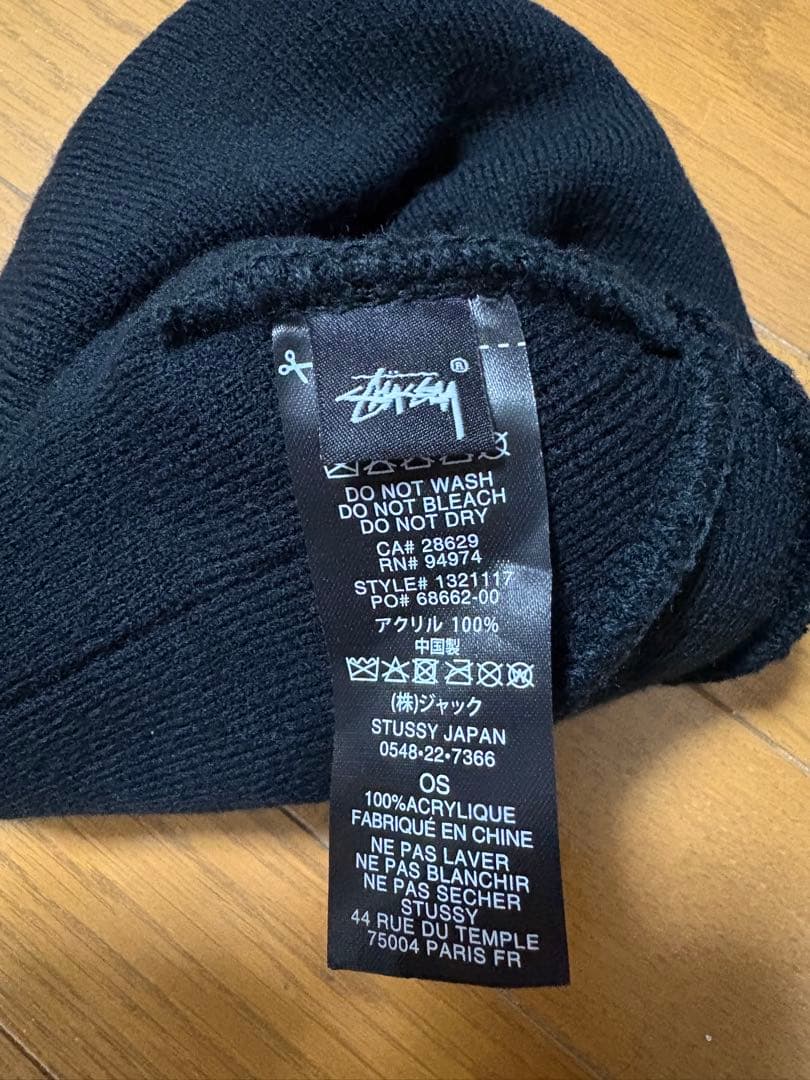 Stüssy ®
DO NOT WASH
DO NOT BLEACH
DO NOT DRY
CA# 28629
RN# 94974
STYLE# 1321117
PO# 68662-00
アクリル 100%
中国製
(株)ジャック
STUSSY JAPAN
0548•22•7366
OS
100%ACRYLIQUE
FABRIQUÉ EN CHINE
NE PAS LAVER
NE PAS BLANCHIR
NE PAS SECHER
STUSSY
44 RUE DU TEMPLE
75004 PARIS FR